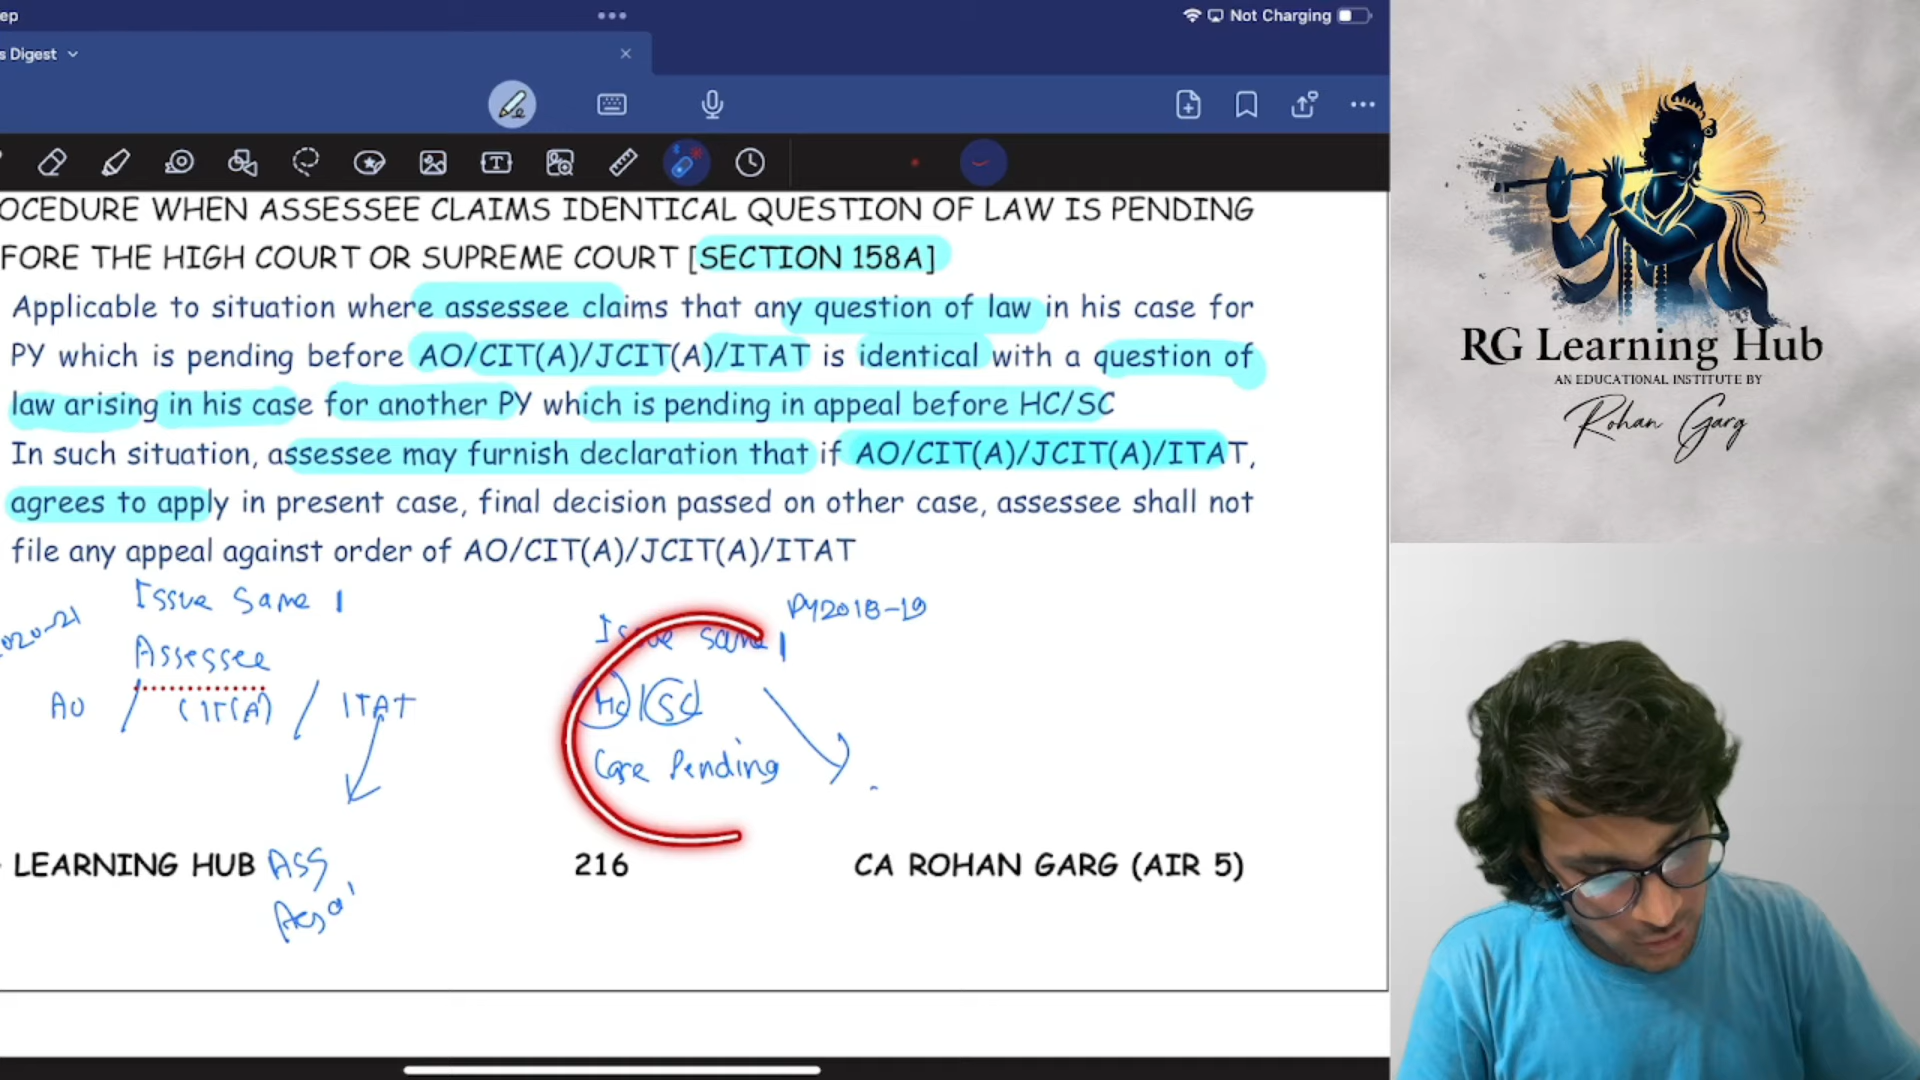 ep
Not Charging
s Digest
OCEDURE WHEN ASSESSEE CLAIMS IDENTICAL QUESTION OF LAW IS PENDING
FORE THE HIGH COURT OR SUPREME COURT [SECTION 158A]
Applicable to situation where assessee claims that any question of law in his case for
PY which is pending before AO/CIT(A)/JCIT(A)/ITAT is identical with a question of
law arising in his case for another PY which is pending in appeal before HC/SC
In such situation, assessee may furnish declaration that if AO/CIT(A)/JCIT(A)/ITAT,
agrees to apply in present case, final decision passed on other case, assessee shall not
file any appeal against order of AO/CIT(A)/JCIT(A)/ITAT
020-21
Issue Same 1
Assessee
AO / CIT(A) / ITAT
PY2018-19
Issue same 1
HC / SC
Case Pending
LEARNING HUB
ASS
216
CA ROHAN GARG (AIR 5)
RG Learning Hub
AN EDUCATIONAL INSTITUTE BY
Rohan Garg